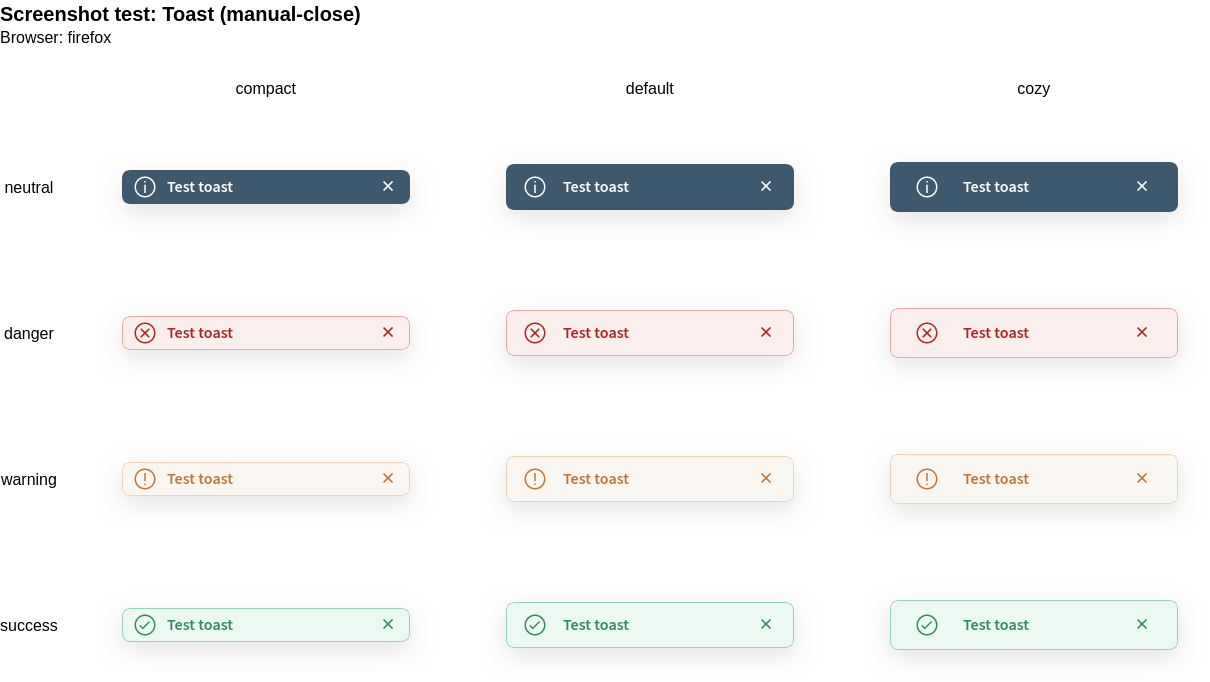 Screenshot test: Toast (manual-close)
Browser: firefox
compact default cozy
neutral Test toast Test toast Test toast
danger Test toast Test toast Test toast
warning Test toast Test toast Test toast
success Test toast Test toast Test toast